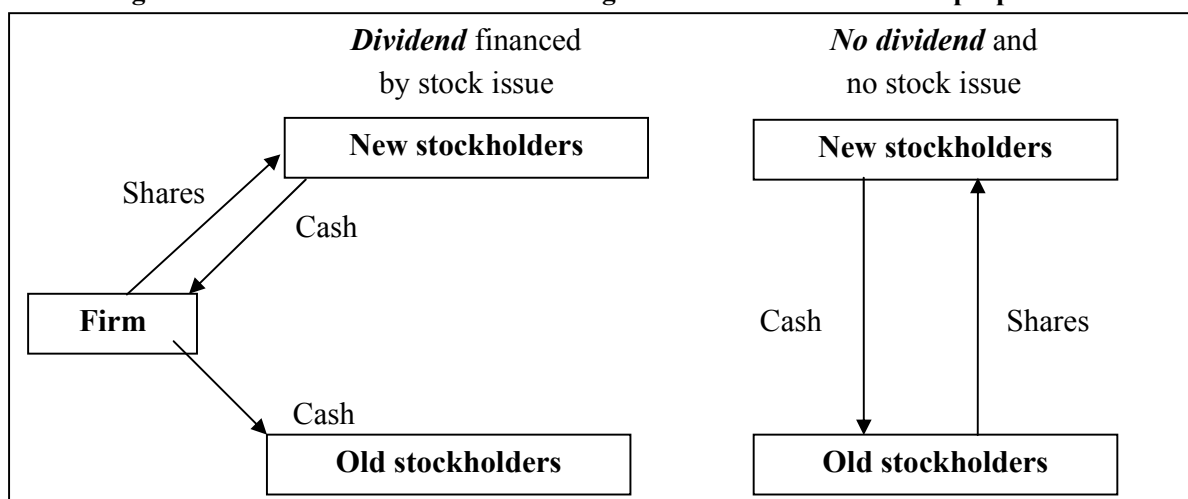 Dividend financed
by stock issue
No dividend and
no stock issue
New stockholders
New stockholders
Shares
Cash
Firm
Cash
Shares
Cash
Old stockholders
Old stockholders